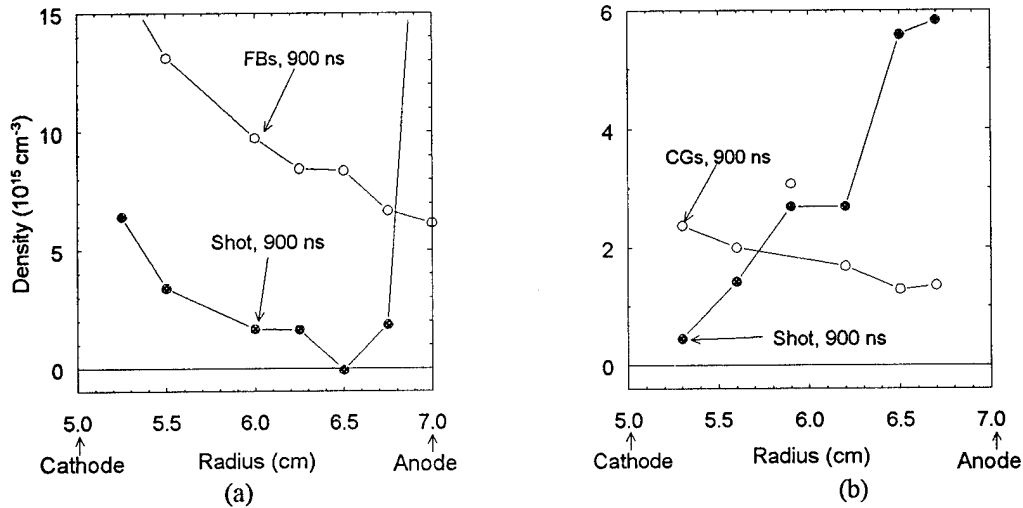 15
10
5
0
Density (10¹⁵ cm⁻³)
FBs, 900 ns
Shot, 900 ns
5.0 5.5 6.0 6.5 7.0
Cathode Radius (cm) Anode
(a)
6
4
2
0
CGs, 900 ns
Shot, 900 ns
5.0 5.5 6.0 6.5 7.0
Cathode Radius (cm) Anode
(b)